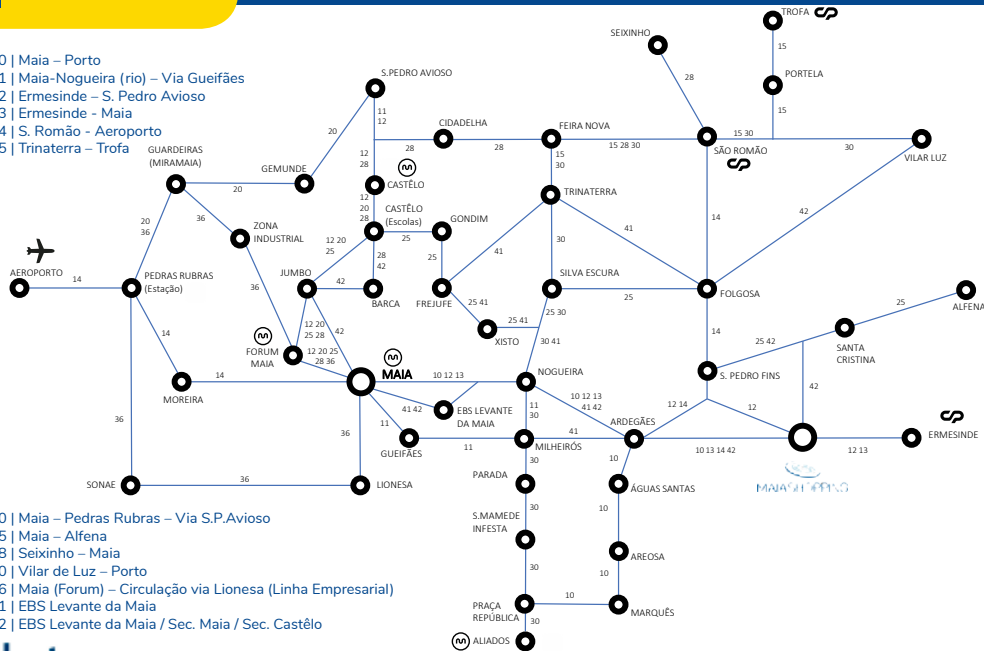 0 | Maia – Porto
1 | Maia-Nogueira (rio) – Via Gueifães
2 | Ermesinde – S. Pedro Avioso
3 | Ermesinde - Maia
4 | S. Romão - Aeroporto
5 | Trinaterra – Trofa
TROFA
15
PORTELA
15
SEIXINHO
28
S.PEDRO AVIOSO
11
12
20
CIDADELHA
28
28
FEIRA NOVA
15 28 30
SÃO ROMÃO
15 30
30
VILAR LUZ
GUARDEIRAS
(MIRAMAIA)
GEMUNDE
20
12
28
CASTÊLO
12
20
28
15
30
TRINATERRA
14
42
20
36
36
ZONA
INDUSTRIAL
CASTÊLO
(Escolas)
25
GONDIM
25
41
30
41
12 20
25
28
42
AEROPORTO
14
PEDRAS RUBRAS
(Estação)
JUMBO
42
BARCA
FREJUFE
SILVA ESCURA
25
FOLGOSA
25
ALFENA
36
14
12 20
25 28
42
25 41
25 41
XISTO
25 30
30 41
14
25 42
SANTA
CRISTINA
FORUM
MAIA
12 20 25
28 36
MAIA
10 12 13
NOGUEIRA
S. PEDRO FINS
42
MOREIRA
14
41 42
EBS LEVANTE
DA MAIA
11
11
30
10 12 13
41 42
ARDEGÃES
12 14
12
36
36
GUEIFÃES
11
MILHEIRÓS
41
10 13 14 42
MAIASHOPPING
12 13
ERMESINDE
SONAE
36
LIONESA
30
PARADA
10
ÁGUAS SANTAS
30
10
S.MAMEDE
INFESTA
30
AREOSA
10
PRAÇA
REPÚBLICA
10
MARQUÊS
30
ALIADOS
0 | Maia – Pedras Rubras – Via S.P.Avioso
5 | Maia – Alfena
8 | Seixinho – Maia
0 | Vilar de Luz – Porto
6 | Maia (Forum) – Circulação via Lionesa (Linha Empresarial)
1 | EBS Levante da Maia
2 | EBS Levante da Maia / Sec. Maia / Sec. Castêlo